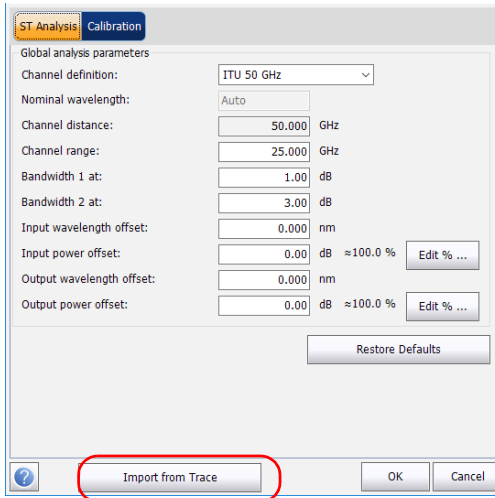 ST Analysis Calibration
Global analysis parameters
Channel definition: ITU 50 GHz
Nominal wavelength: Auto
Channel distance: 50.000 GHz
Channel range: 25.000 GHz
Bandwidth 1 at: 1.00 dB
Bandwidth 2 at: 3.00 dB
Input wavelength offset: 0.000 nm
Input power offset: 0.00 dB ≈100.0 % Edit % ...
Output wavelength offset: 0.000 nm
Output power offset: 0.00 dB ≈100.0 % Edit % ...
Restore Defaults
? Import from Trace OK Cancel